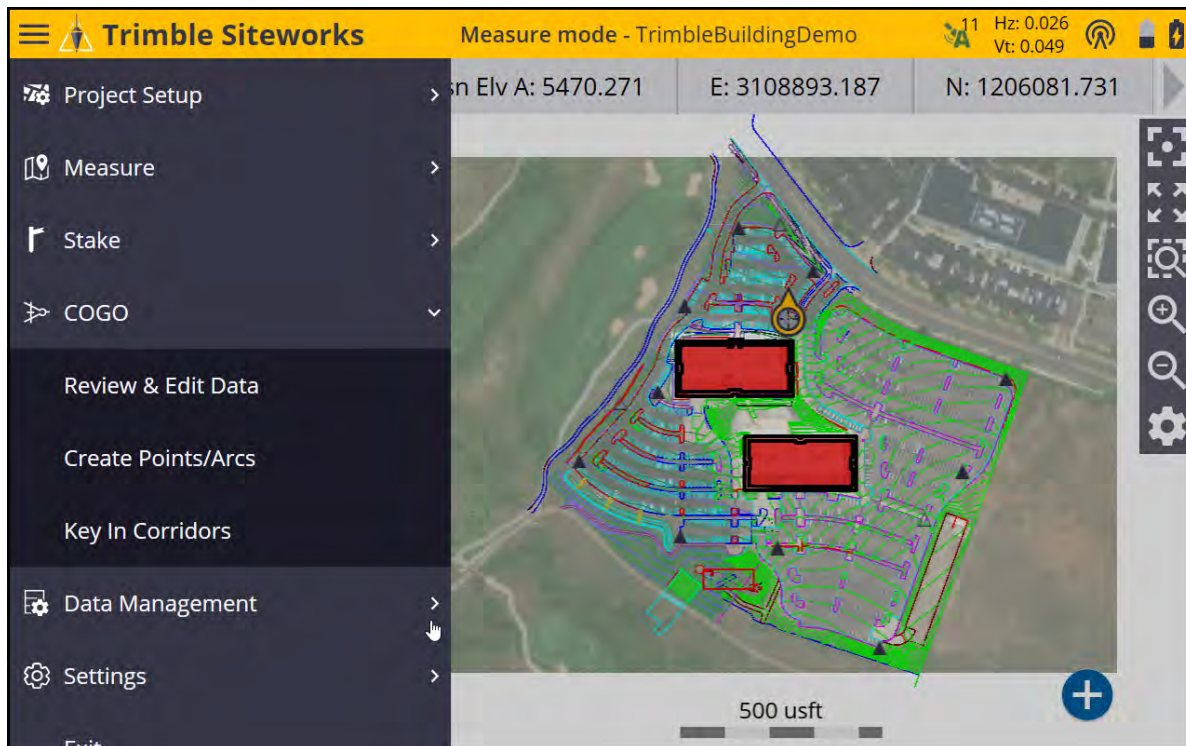 Trimble Siteworks
Measure mode - TrimbleBuildingDemo
11
Hz: 0.026
Vt: 0.049
sn Elv A: 5470.271
E: 3108893.187
N: 1206081.731
Project Setup
Measure
Stake
COGO
Review & Edit Data
Create Points/Arcs
Key In Corridors
Data Management
Settings
Exit
500 usft